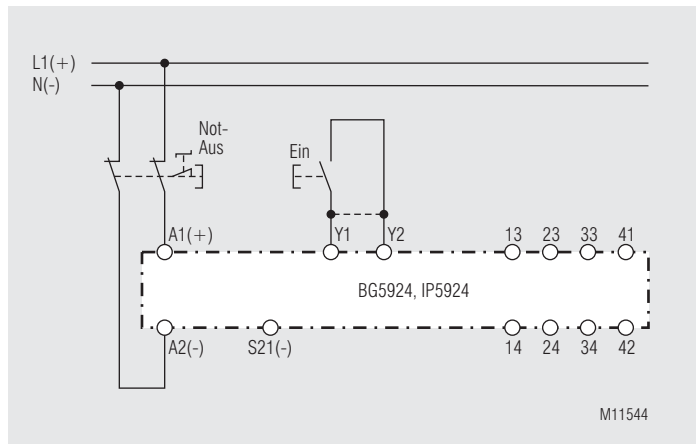 L1(+)
N(-)
Not-
Aus
Ein
A1(+) Y1 Y2 13 23 33 41
BG5924, IP5924
A2(-) S21(-) 14 24 34 42
M11544